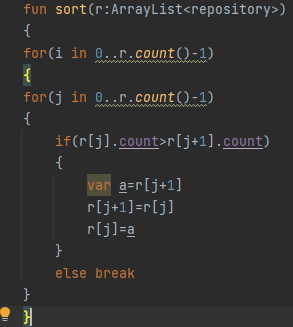 fun sort(r:ArrayList<repository>)
{
for(i in 0..r.count()-1)
{
for(j in 0..r.count()-1)
{
if(r[j].count>r[j+1].count)
{
var a=r[j+1]
r[j+1]=r[j]
r[j]=a
}
else break
}
}